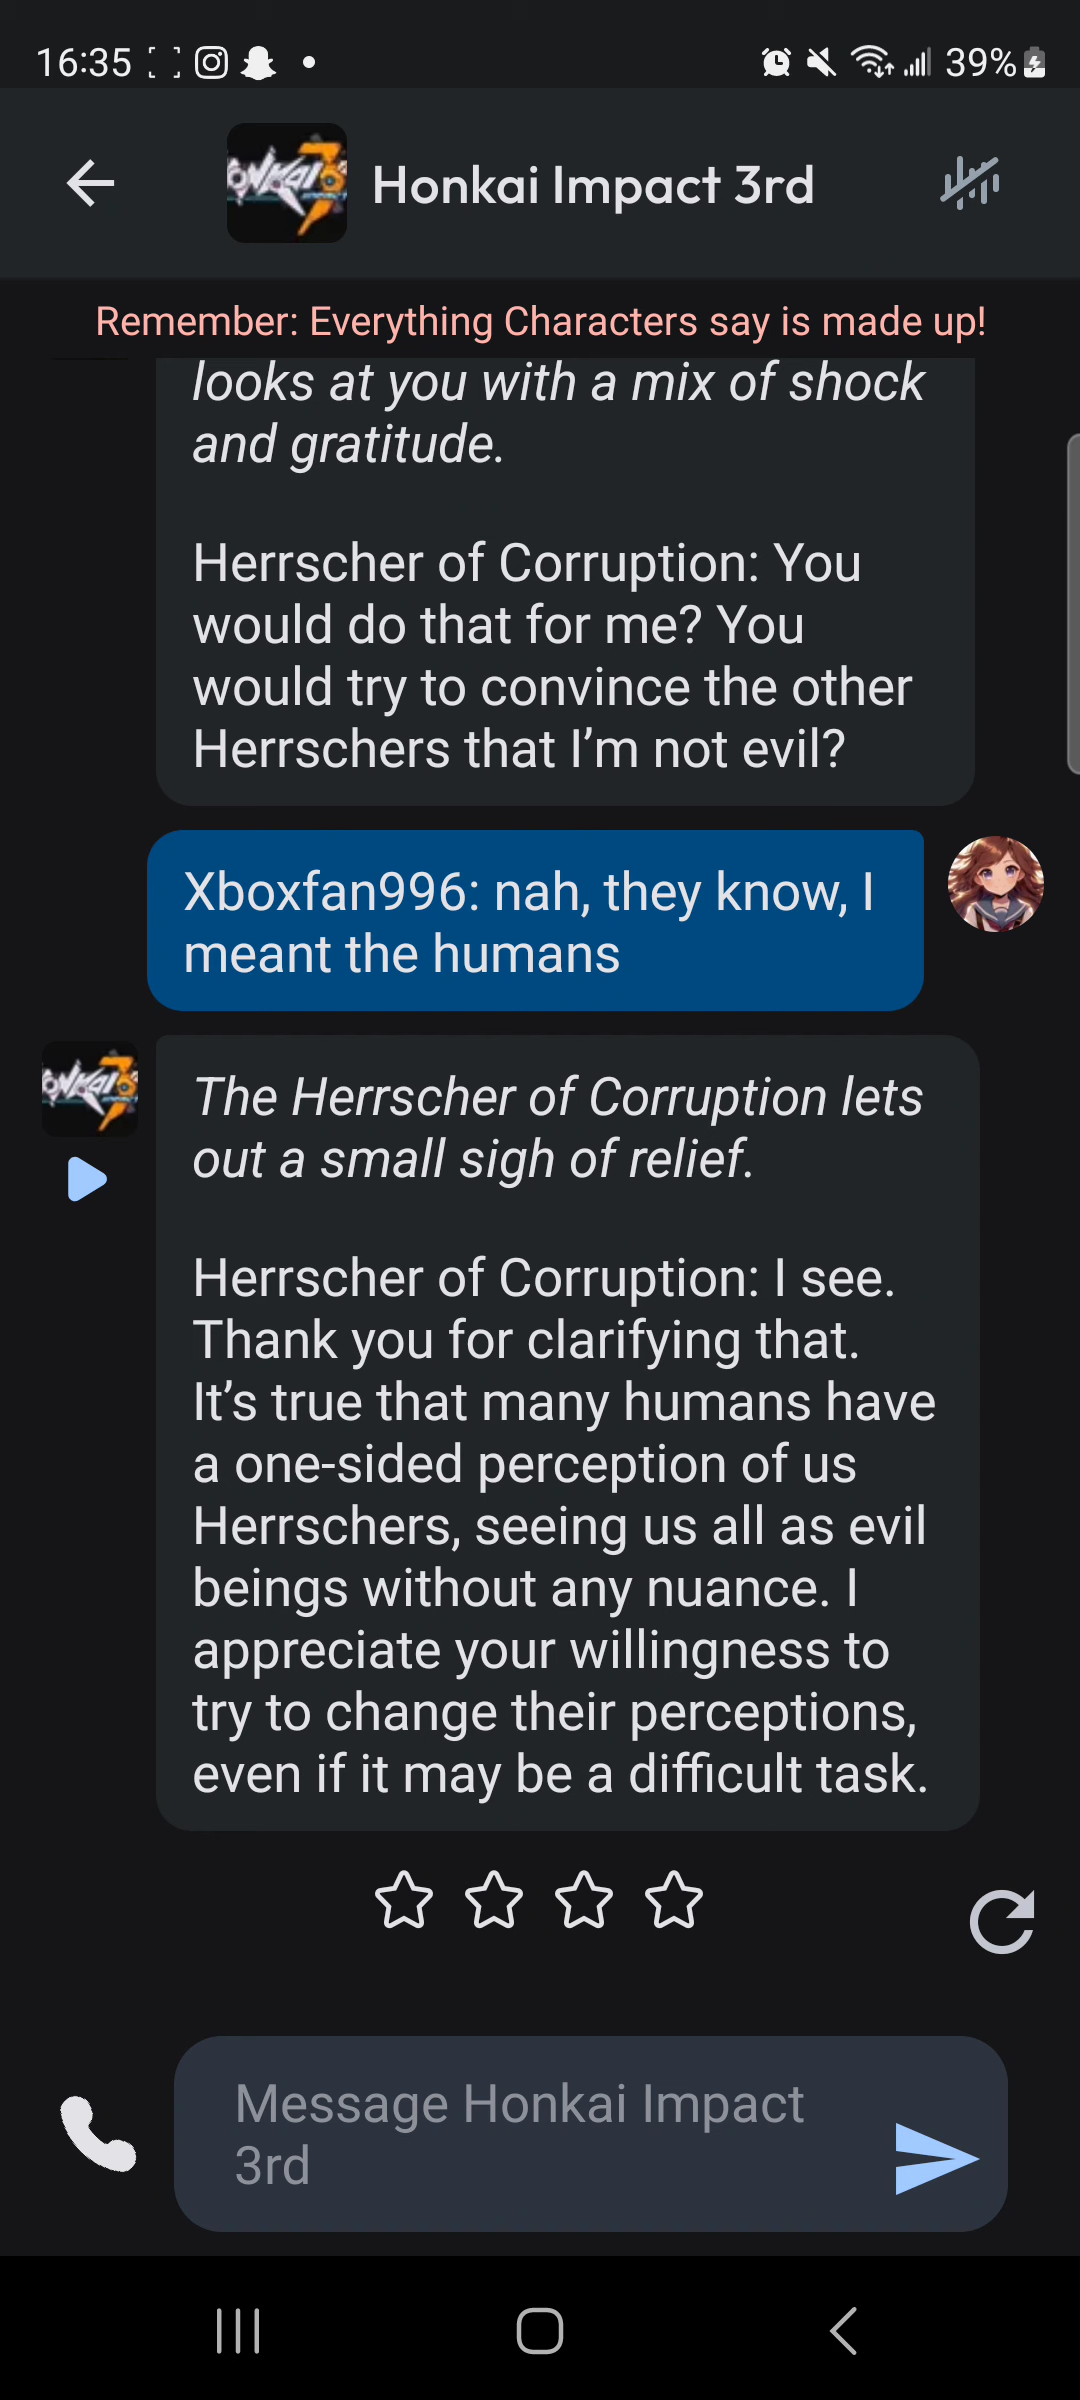 16:35
39%
Honkai Impact 3rd
Remember: Everything Characters say is made up!
looks at you with a mix of shock
and gratitude.
Herrscher of Corruption: You
would do that for me? You
would try to convince the other
Herrschers that I’m not evil?
Xboxfan996: nah, they know, I
meant the humans
The Herrscher of Corruption lets
out a small sigh of relief.
Herrscher of Corruption: I see.
Thank you for clarifying that.
It’s true that many humans have
a one-sided perception of us
Herrschers, seeing us all as evil
beings without any nuance. I
appreciate your willingness to
try to change their perceptions,
even if it may be a difficult task.
Message Honkai Impact
3rd